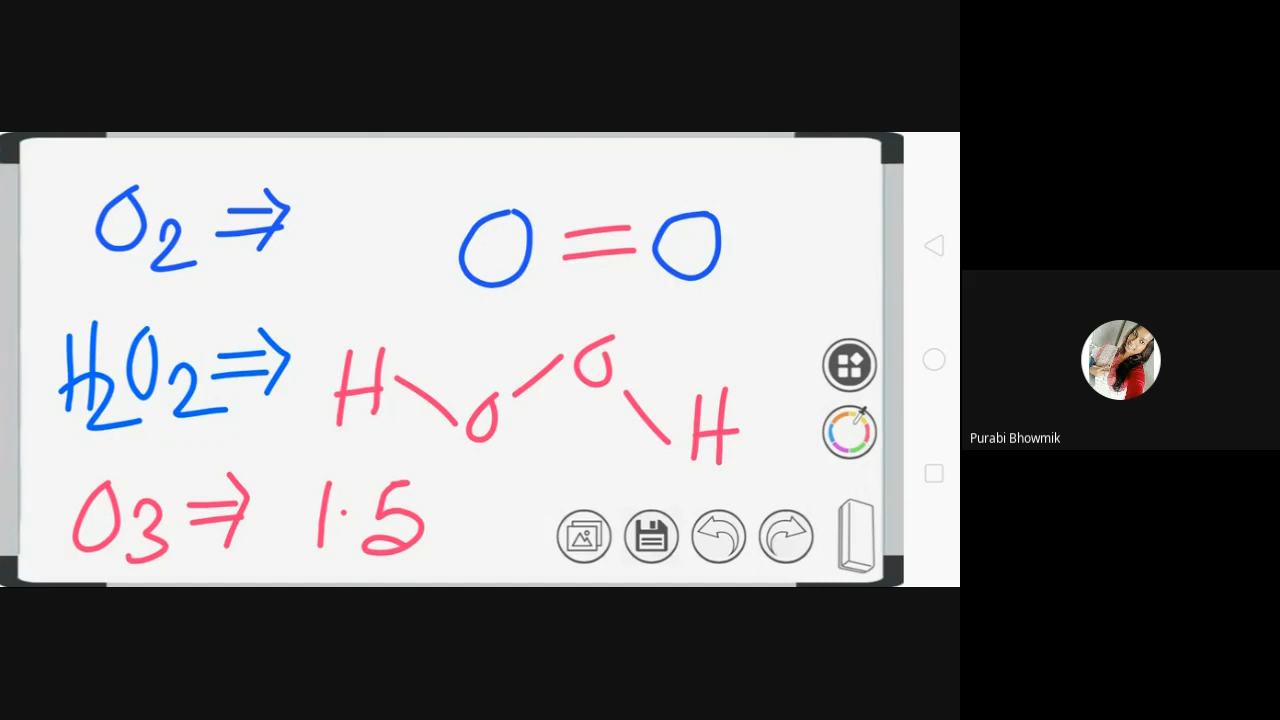 O2 ⇒ O=O
H2O2 ⇒ H\O/O\H
O3 ⇒ 1.5
Purabi Bhowmik